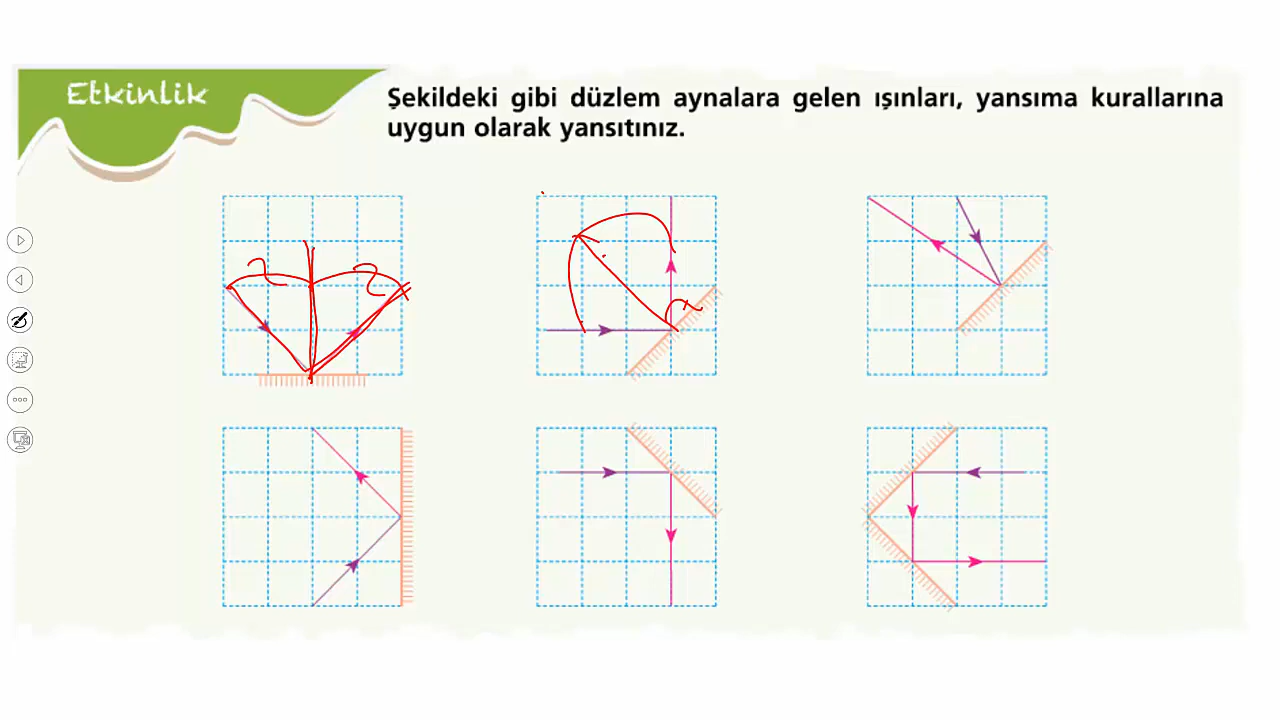 Etkinlik
Şekildeki gibi düzlem aynalara gelen ışınları, yansıma kurallarına
uygun olarak yansıtınız.